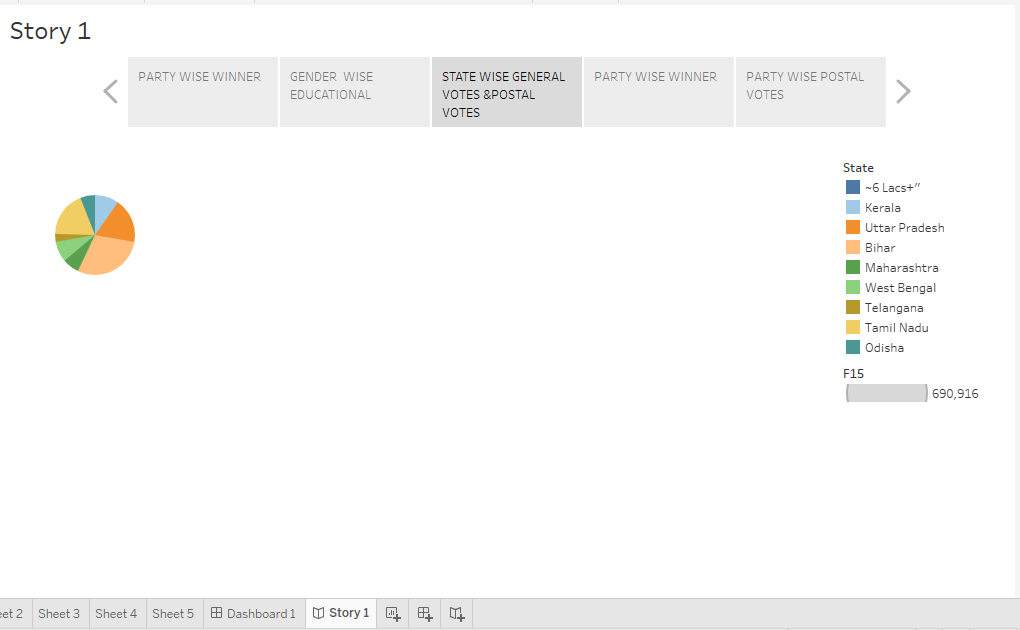 Story 1
PARTY WISE WINNER
GENDER WISE
EDUCATIONAL
STATE WISE GENERAL
VOTES &POSTAL
VOTES
PARTY WISE WINNER
PARTY WISE POSTAL
VOTES
State
~6 Lacs+”
Kerala
Uttar Pradesh
Bihar
Maharashtra
West Bengal
Telangana
Tamil Nadu
Odisha
F15
690,916
eet 2 Sheet 3 Sheet 4 Sheet 5 Dashboard 1 Story 1